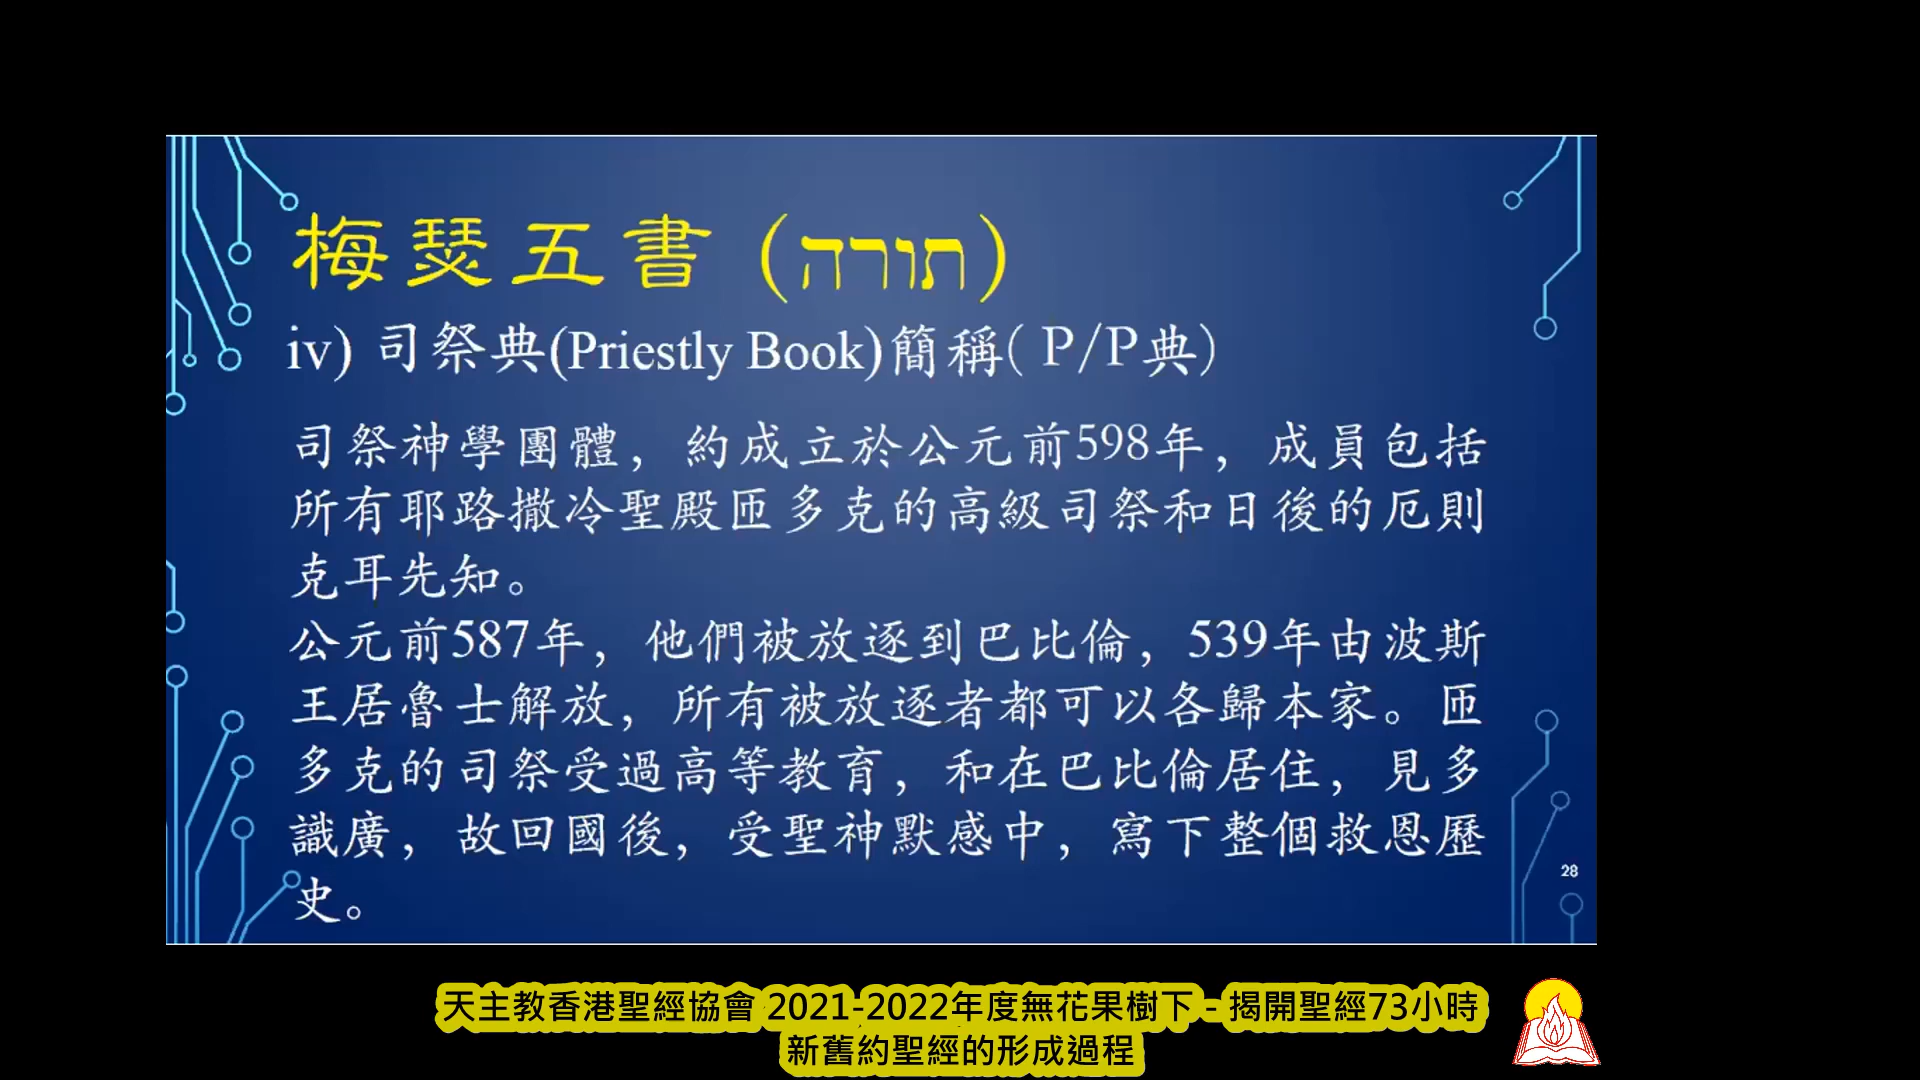 梅瑟五書 (תורה)
iv) 司祭典(Priestly Book)簡稱( P/P典)
司祭神學團體，約成立於公元前598年，成員包括
所有耶路撒冷聖殿匝多克的高級司祭和日後的厄則
克耳先知。
公元前587年，他們被放逐到巴比倫，539年由波斯
王居魯士解放，所有被放逐者都可以各歸本家。匝
多克的司祭受過高等教育，和在巴比倫居住，見多
識廣，故回國後，受聖神默感中，寫下整個救恩歷
史。
28
天主教香港聖經協會 2021-2022年度無花果樹下 - 揭開聖經73小時
新舊約聖經的形成過程